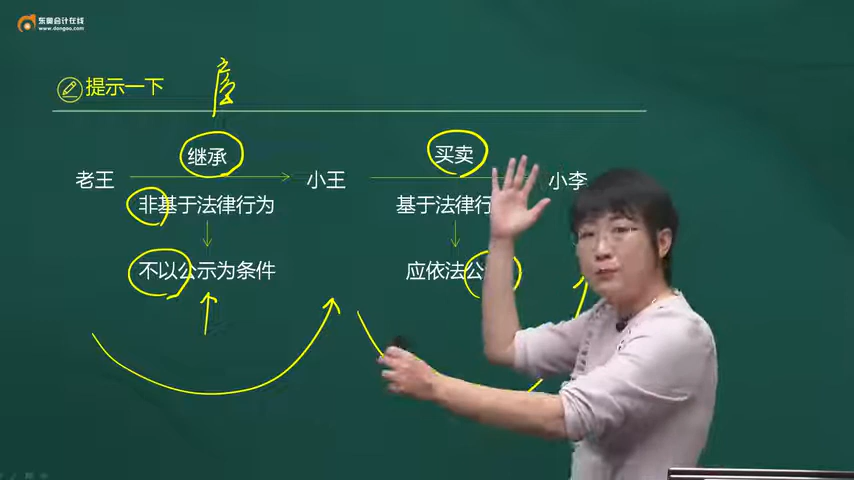 东奥会计在线
www.dongao.com
提示一下
房
继承
买卖
老王
小王
小李
非基于法律行为
基于法律行
不以公示为条件
应依法公